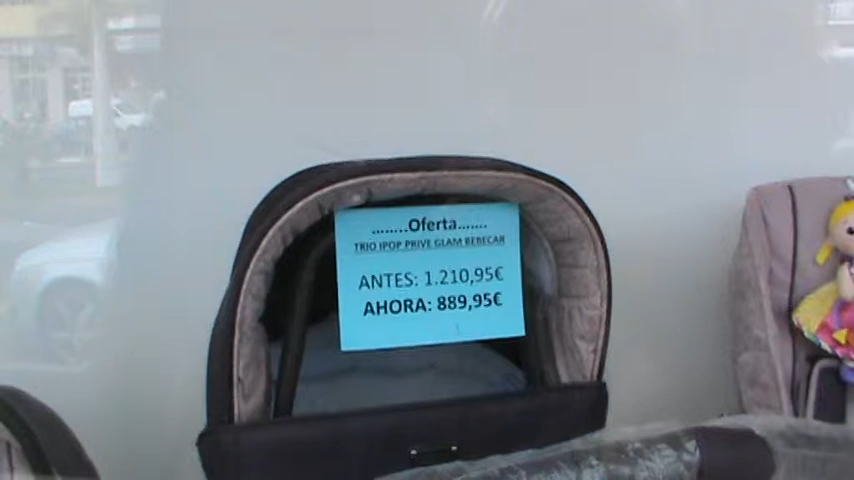 ........Oferta.......
TRIO IPOP PRIVE GLAM BEBECAR
ANTES: 1.210,95€
AHORA: 889,95€